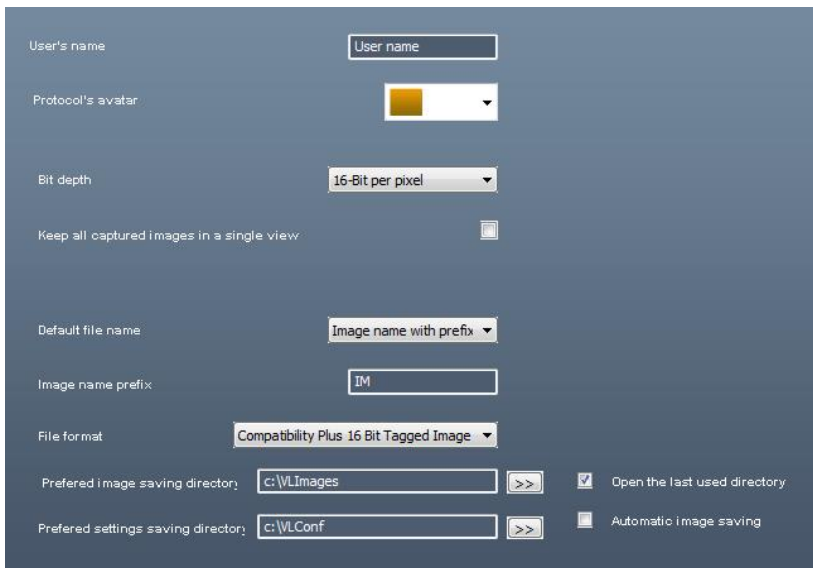 User's name User name
Protocol's avatar
Bit depth 16-Bit per pixel
Keep all captured images in a single view
Default file name Image name with prefix
Image name prefix IM
File format Compatibility Plus 16 Bit Tagged Image
Prefered image saving directory c:\VLImages >> Open the last used directory
Prefered settings saving directory c:\VLConf >> Automatic image saving